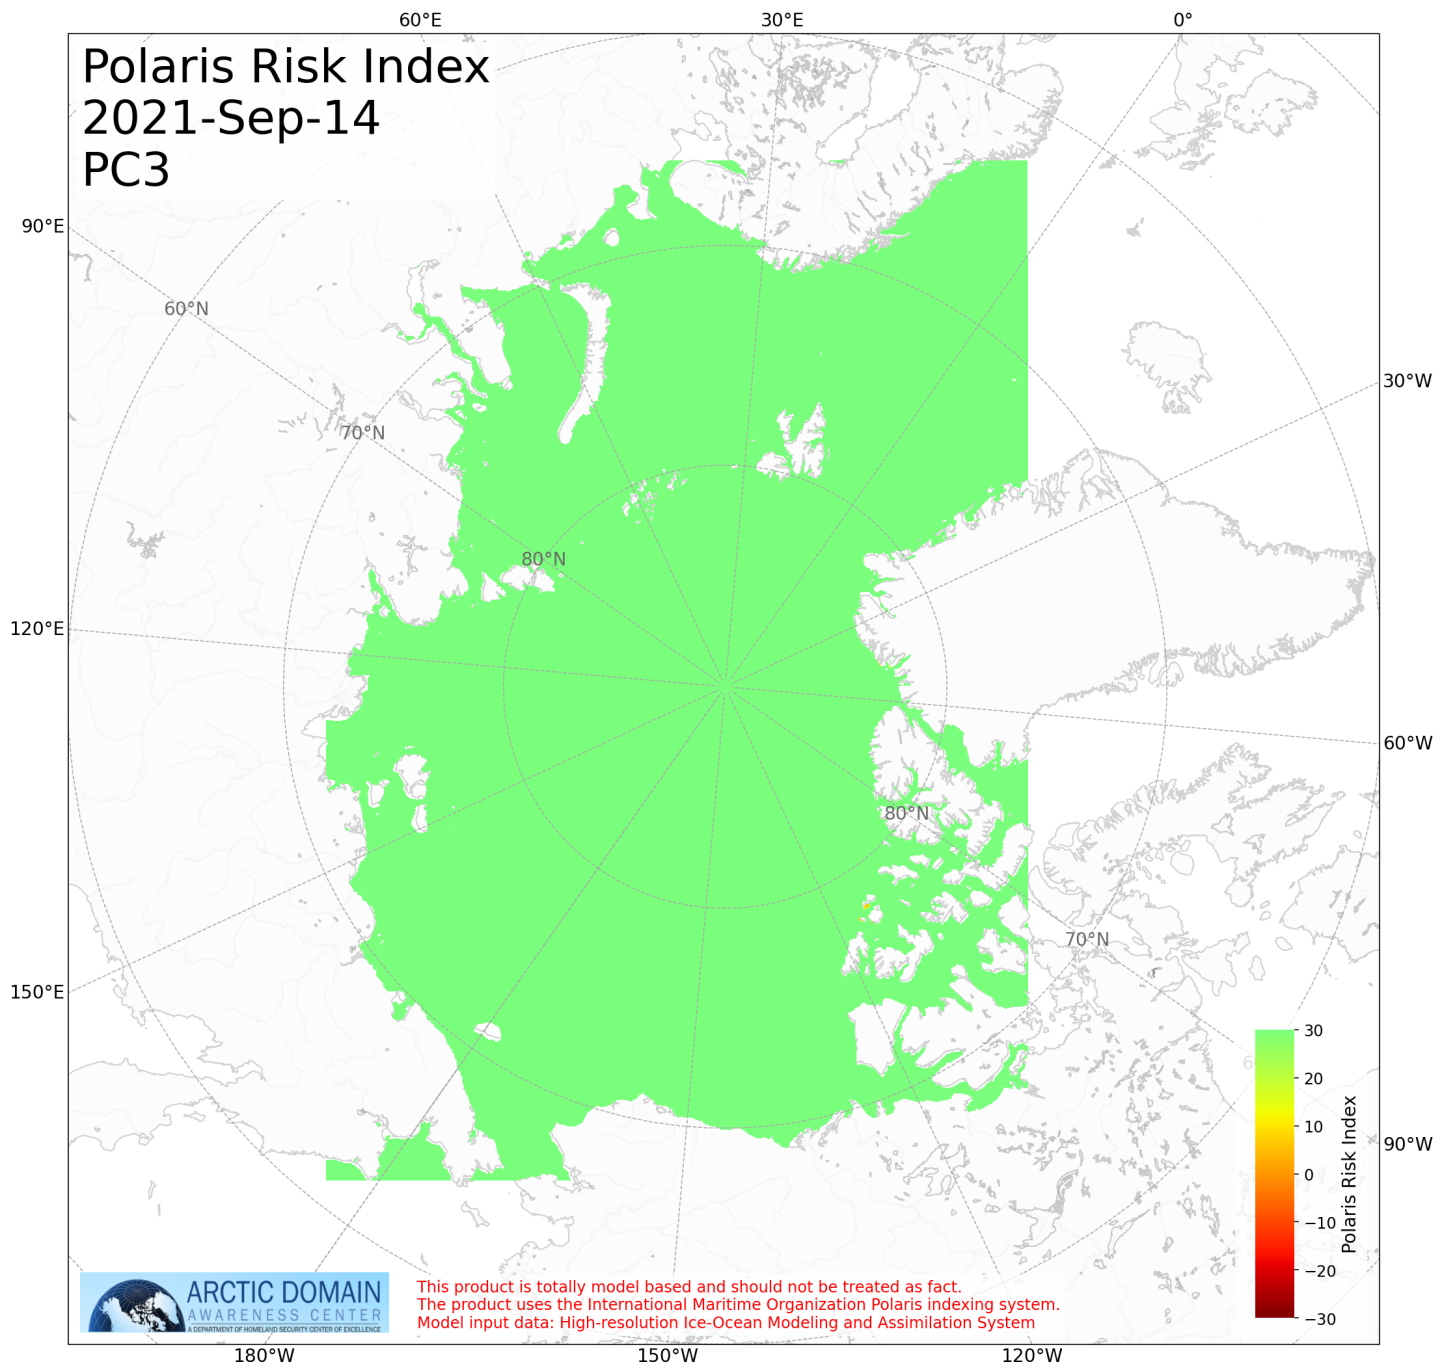 60°E 30°E 0°
Polaris Risk Index
2021-Sep-14
PC3
90°E
60°N
30°W
70°N
80°N
120°E
60°W
80°N
70°N
150°E
30
20
10
0
−10
−20
−30
Polaris Risk Index
90°W
ARCTIC DOMAIN
AWARENESS CENTER
A DEPARTMENT OF HOMELAND SECURITY CENTER OF EXCELLENCE
This product is totally model based and should not be treated as fact.
The product uses the International Maritime Organization Polaris indexing system.
Model input data: High-resolution Ice-Ocean Modeling and Assimilation System
180°W 150°W 120°W